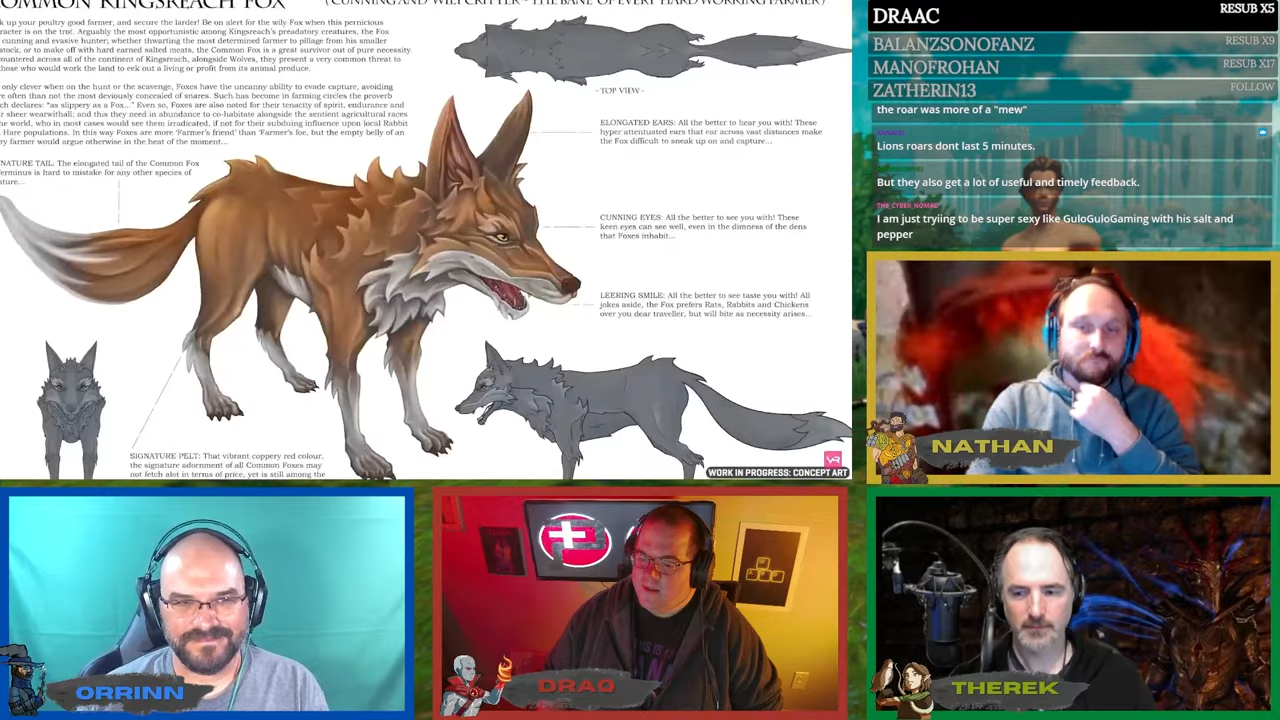 OMMON KINGSREACH FOX
(CUNNING AND WILY CRITTER ~ THE BANE OF EVERY HARD WORKING FARMER)
k up your poultry good farmer, and secure the larder! Be on alert for the wily Fox when this pernicious
racter is on the trot. Arguably the most opportunistic among Kingsreach's preadatory creatures, the Fox
cunning and evasive hunter; whether thwarting the most determined farmer to pillage from his smaller
stock, or to make off with hard earned salted meats, the Common Fox is a great survivor out of pure necessity.
ountered across all of the continent of Kingsreach, alongside Wolves, they present a very common threat to
those who would work the land to eek out a living or profit from its animal produce.
only clever when on the hunt or the scavenge, Foxes have the uncanny ability to evade capture, avoiding
re often than not the most deviously concealed of snares. Such has become in farming circles the proverb
ch declares: "as slippery as a Fox..." Even so, Foxes are also noted for their tenacity of spirit, endurance and
r sheer wearwithall; and this they need in abundance to co-habitate alongside the sentient agricultural races
he world, who in most cases would see them irradiated, if not for their subduing influence upon local Rabbit
Hare populations. In this way Foxes are more 'Farmer's friend' than 'Farmer's foe, but the empty belly of an
ry farmer would argue otherwise in the heat of the moment...
NATURE TAIL: The elongated tail of the Common Fox
erminus is hard to mistake for any other species of
ature...
~TOP VIEW~
ELONGATED EARS: All the better to hear you with! These
hyper attentuated ears that ear across vast distances make
the Fox difficult to sneak up on and capture...
CUNNING EYES: All the better to see you with! These
keen eyes can see well, even in the dimness of the dens
that Foxes inhabit...
LEERING SMILE: All the better to see taste you with! All
jokes aside, the Fox prefers Rats, Rabbits and Chickens
over you dear traveller, but will bite as necessity arises...
SIGNATURE PELT: That vibrant coppery red colour,
the signature adornment of all Common Foxes may
not fetch alot in terms of price, yet is still among the
WORK IN PROGRESS: CONCEPT ART
DRAAC
RESUB X5
BALANZSONOFANZ
RESUB X9
MANOFROHAN
RESUB X17
ZATHERIN13
FOLLOW
the roar was more of a "mew"
Lions roars dont last 5 minutes.
But they also get a lot of useful and timely feedback.
THE_CYBER_NOMAD
I am just tryiing to be super sexy like GuloGuloGaming with his salt and
pepper
NATHAN
ORRINN
DRAQ
THEREK